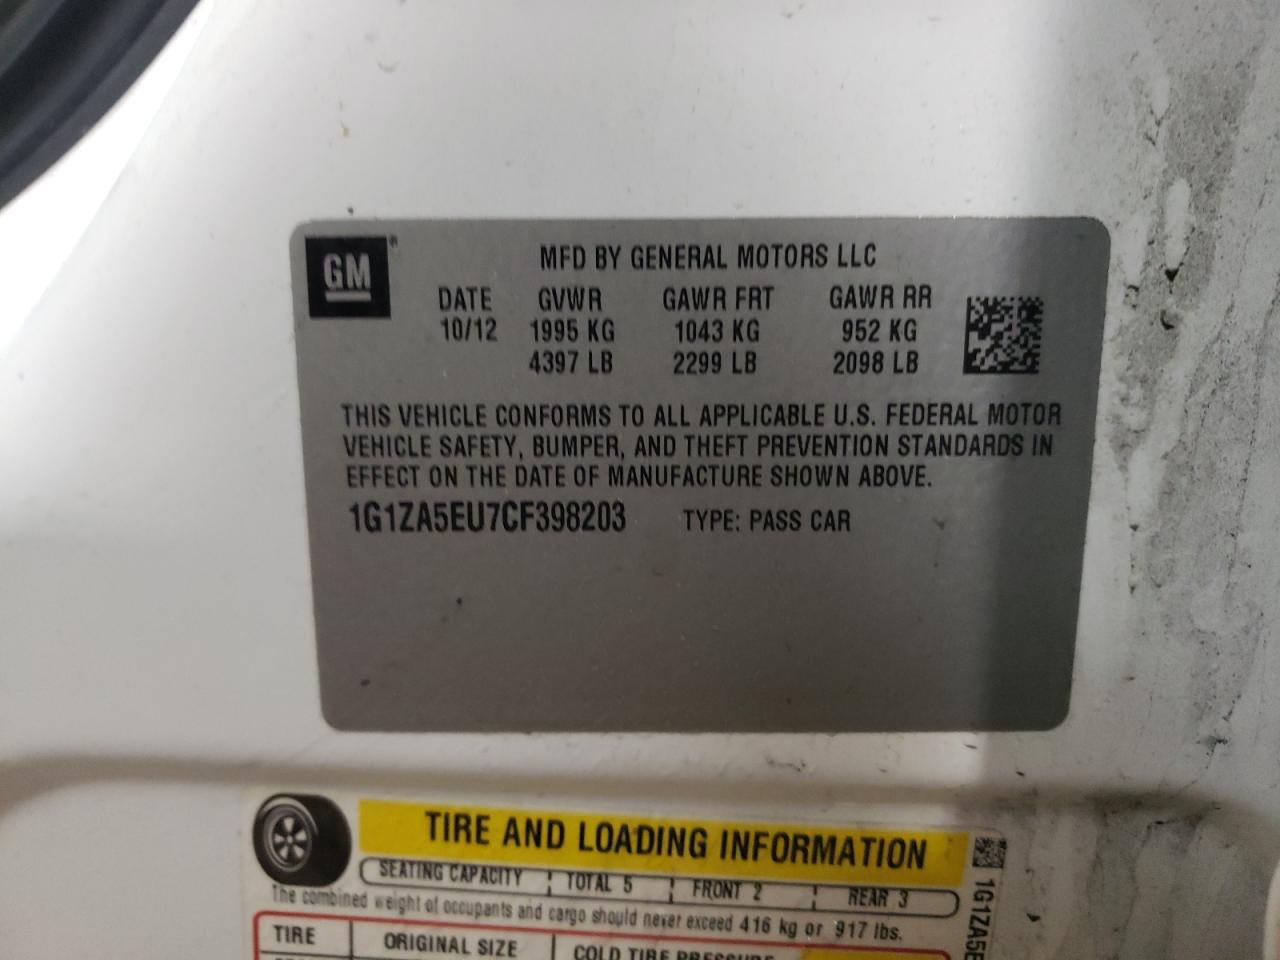 GM®
MFD BY GENERAL MOTORS LLC
DATE GVWR GAWR FRT GAWR RR
10/12 1995 KG 1043 KG 952 KG
4397 LB 2299 LB 2098 LB
THIS VEHICLE CONFORMS TO ALL APPLICABLE U.S. FEDERAL MOTOR
VEHICLE SAFETY, BUMPER, AND THEFT PREVENTION STANDARDS IN
EFFECT ON THE DATE OF MANUFACTURE SHOWN ABOVE.
1G1ZA5EU7CF398203 TYPE: PASS CAR
TIRE AND LOADING INFORMATION
SEATING CAPACITY TOTAL 5 FRONT 2 REAR 3
The combined weight of occupants and cargo should never exceed 416 kg or 917 lbs.
TIRE ORIGINAL SIZE COLD TIRE PRESSURE
1G1ZA5E